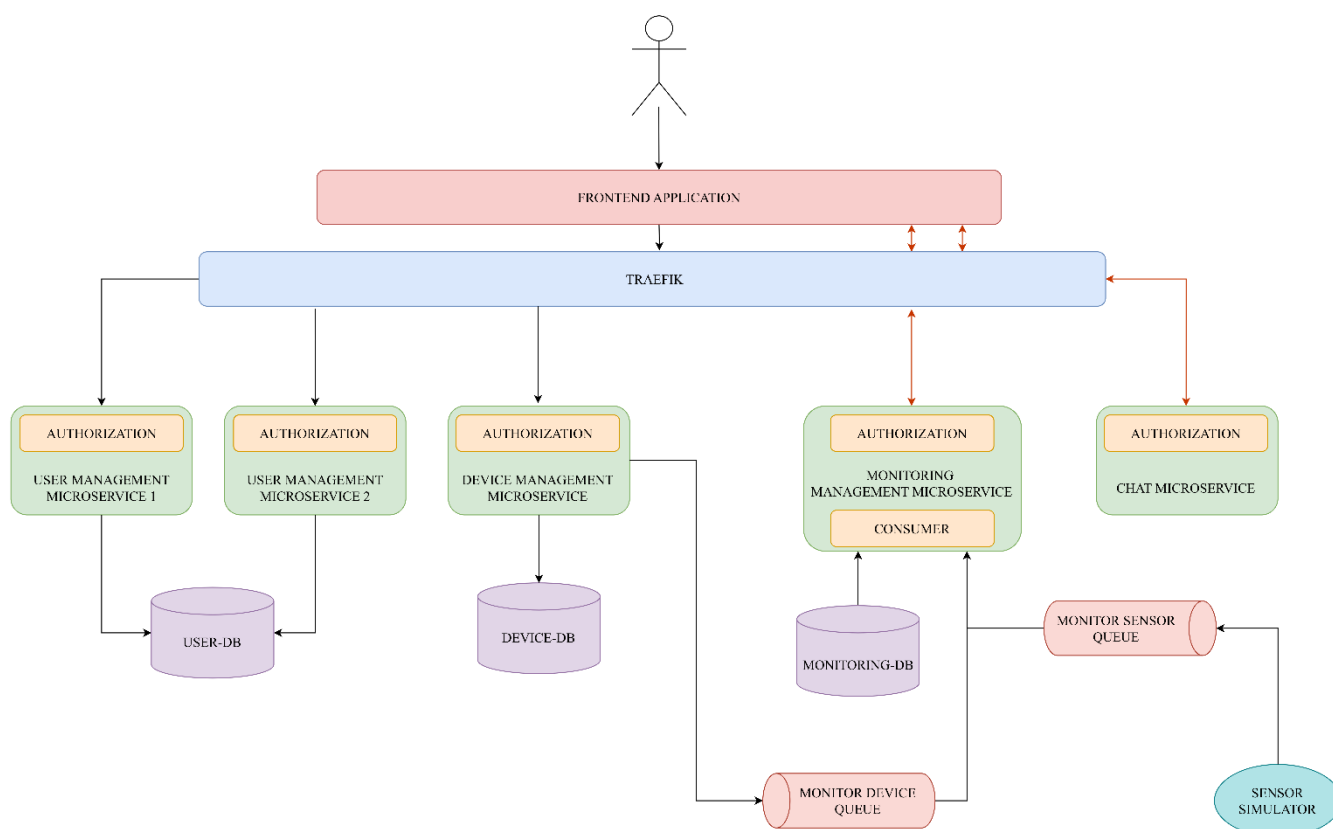 FRONTEND APPLICATION
TRAEFIK
AUTHORIZATION
USER MANAGEMENT
MICROSERVICE 1
AUTHORIZATION
USER MANAGEMENT
MICROSERVICE 2
AUTHORIZATION
DEVICE MANAGEMENT
MICROSERVICE
AUTHORIZATION
MONITORING
MANAGEMENT MICROSERVICE
CONSUMER
AUTHORIZATION
CHAT MICROSERVICE
USER-DB
DEVICE-DB
MONITORING-DB
MONITOR SENSOR
QUEUE
MONITOR DEVICE
QUEUE
SENSOR
SIMULATOR